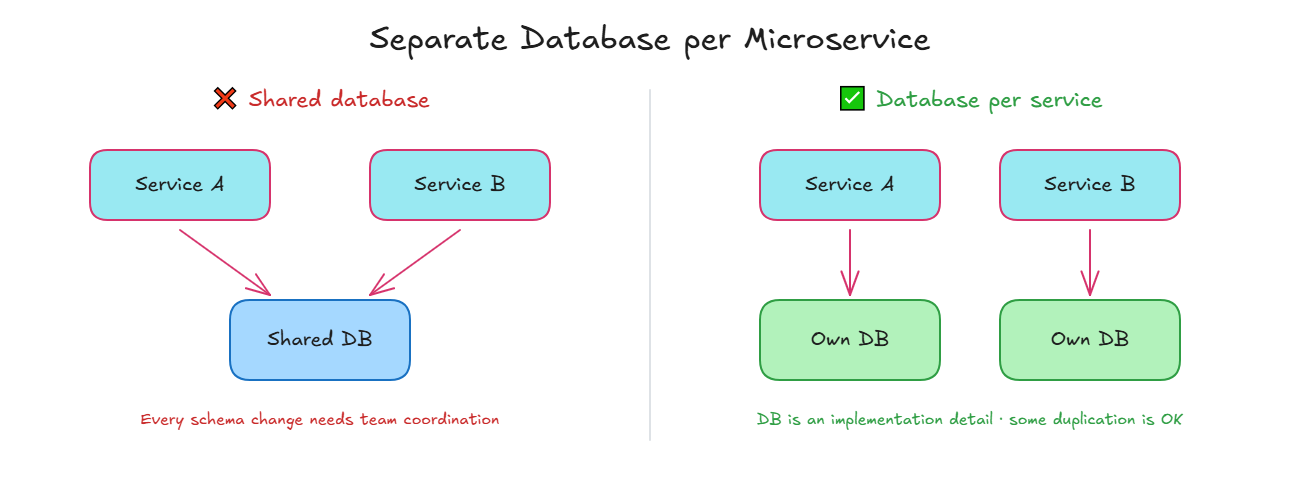 Separate Database per Microservice
❌ Shared database
✅ Database per service
Service A
Service B
Service A
Service B
Shared DB
Own DB
Own DB
Every schema change needs team coordination
DB is an implementation detail · some duplication is OK